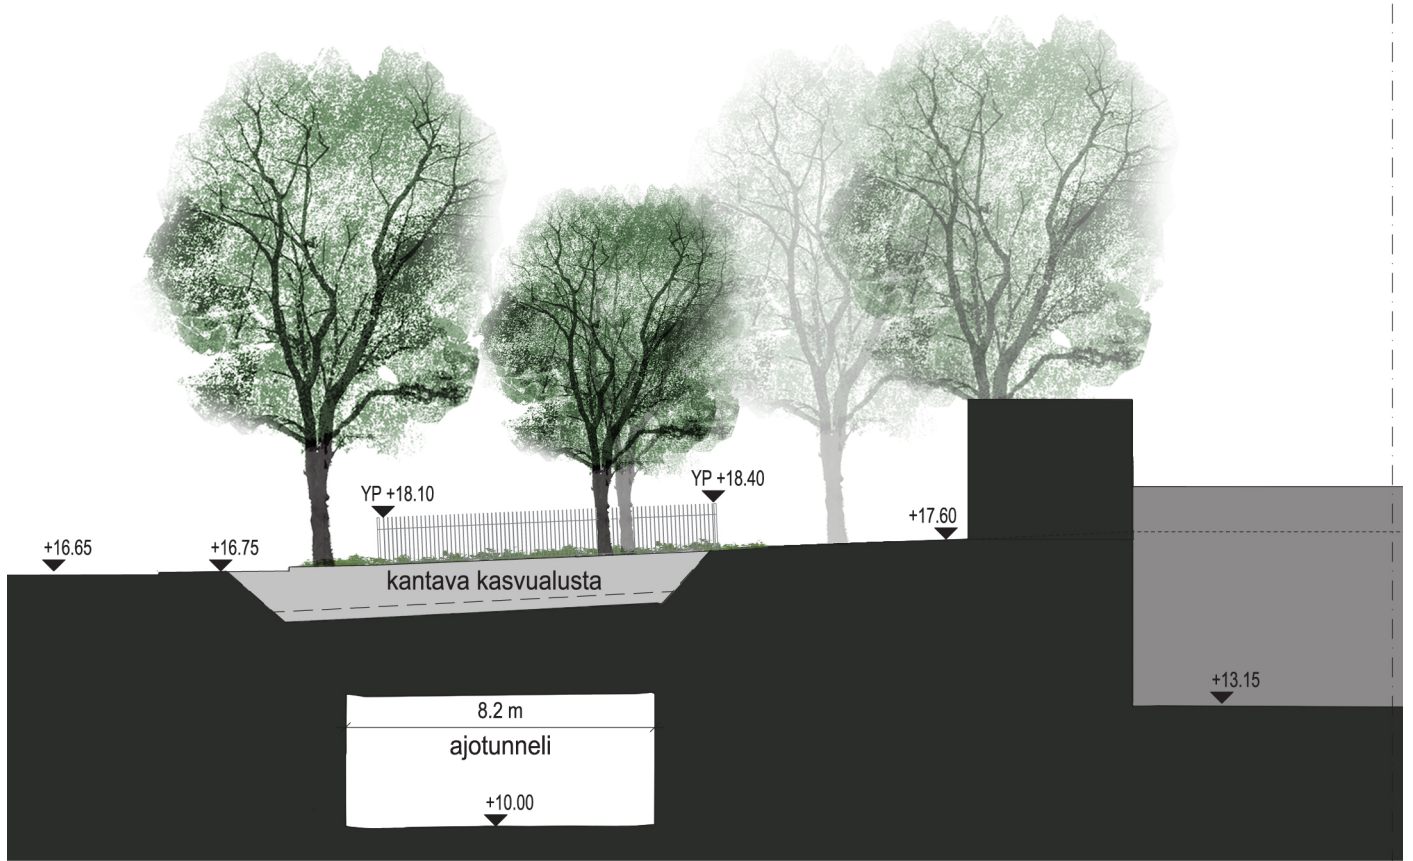 YP +18.10
YP +18.40
+17.60
+16.65
+16.75
kantava kasvualusta
+13.15
8.2 m
ajotunneli
+10.00